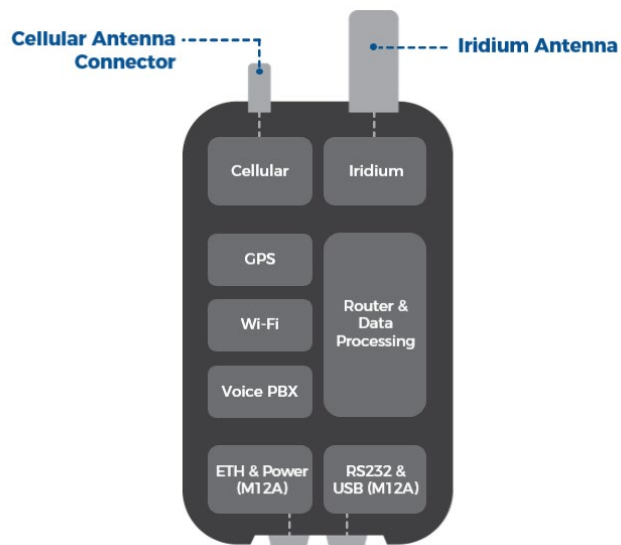 Cellular Antenna
Connector
Iridium Antenna
Cellular
Iridium
GPS
Wi-Fi
Voice PBX
Router &
Data
Processing
ETH & Power
(M12A)
RS232 &
USB (M12A)